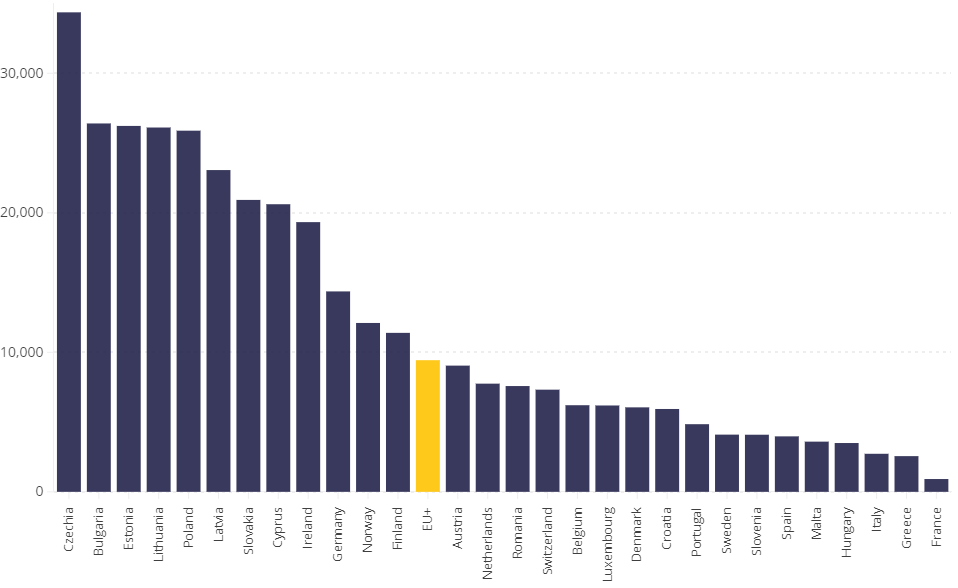 30,000
20,000
10,000
0
Czechia
Bulgaria
Estonia
Lithuania
Poland
Latvia
Slovakia
Cyprus
Ireland
Germany
Norway
Finland
EU+
Austria
Netherlands
Romania
Switzerland
Belgium
Luxembourg
Denmark
Croatia
Portugal
Sweden
Slovenia
Spain
Malta
Hungary
Italy
Greece
France